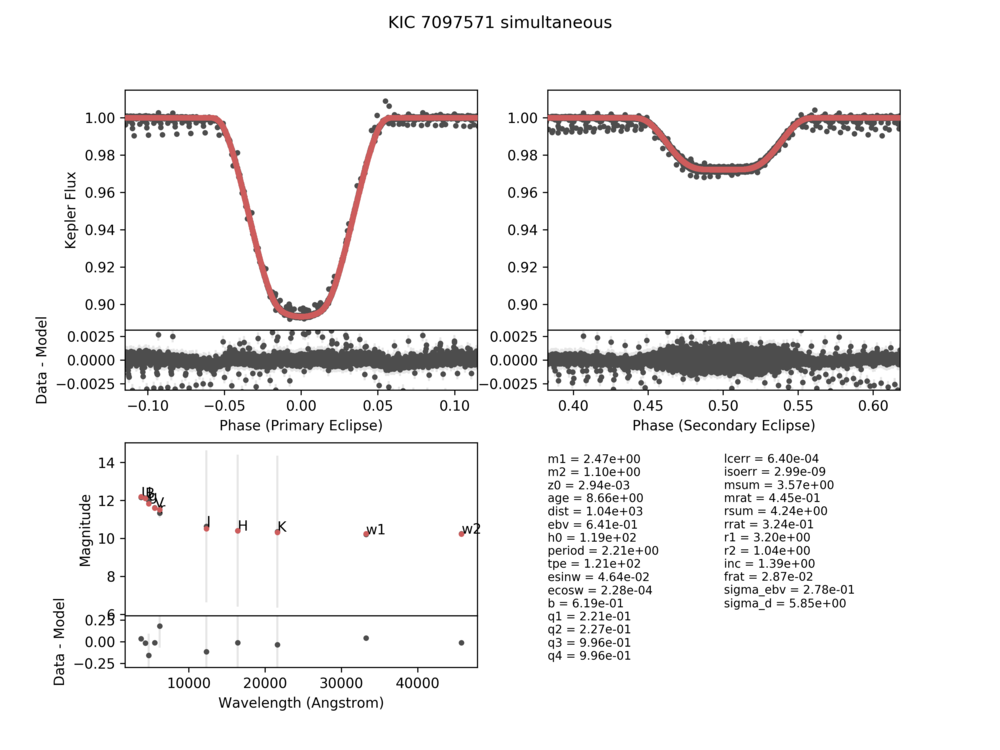 KIC 7097571 simultaneous
Kepler Flux
1.00
0.98
0.96
0.94
0.92
0.90
1.00
0.98
0.96
0.94
0.92
0.90
Data - Model
0.0025
0.0000
−0.0025
0.0025
0.0000
−0.0025
−0.10 −0.05 0.00 0.05 0.10
Phase (Primary Eclipse)
0.40 0.45 0.50 0.55 0.60
Phase (Secondary Eclipse)
Magnitude
14
12
10
8
6
J
H
K
w1
w2
Data - Model
0.25
0.00
−0.25
10000 20000 30000 40000
Wavelength (Angstrom)
m1 = 2.47e+00
m2 = 1.10e+00
z0 = 2.94e-03
age = 8.66e+00
dist = 1.04e+03
ebv = 6.41e-01
h0 = 1.19e+02
period = 2.21e+00
tpe = 1.21e+02
esinw = 4.64e-02
ecosw = 2.28e-04
b = 6.19e-01
q1 = 2.21e-01
q2 = 2.27e-01
q3 = 9.96e-01
q4 = 9.96e-01
lcerr = 6.40e-04
isoerr = 2.99e-09
msum = 3.57e+00
mrat = 4.45e-01
rsum = 4.24e+00
rrat = 3.24e-01
r1 = 3.20e+00
r2 = 1.04e+00
inc = 1.39e+00
frat = 2.87e-02
sigma_ebv = 2.78e-01
sigma_d = 5.85e+00